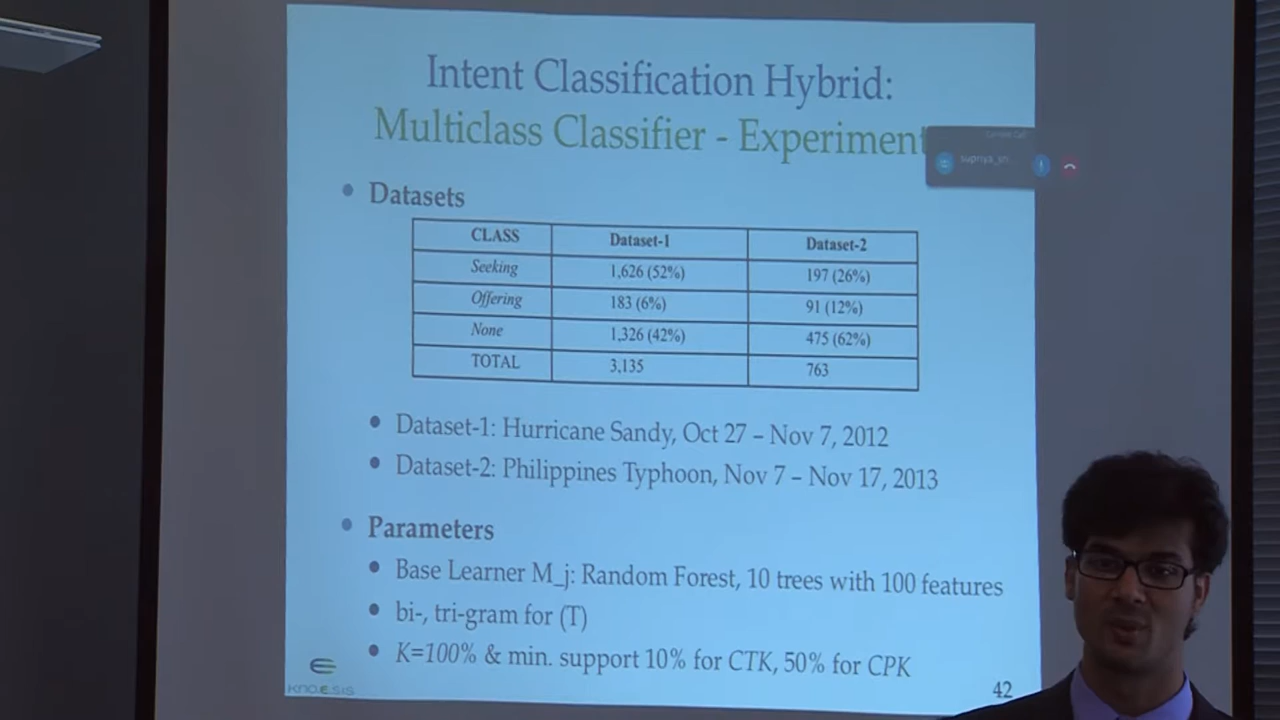 Intent Classification Hybrid:
Multiclass Classifier - Experiment
Datasets
CLASS Dataset-1 Dataset-2
Seeking 1,626 (52%) 197 (26%)
Offering 183 (6%) 91 (12%)
None 1,326 (42%) 475 (62%)
TOTAL 3,135 763
Dataset-1: Hurricane Sandy, Oct 27 – Nov 7, 2012
Dataset-2: Philippines Typhoon, Nov 7 – Nov 17, 2013
Parameters
Base Learner M_j: Random Forest, 10 trees with 100 features
bi-, tri-gram for (T)
K=100% & min. support 10% for CTK, 50% for CPK
KNO.E.SIS
42